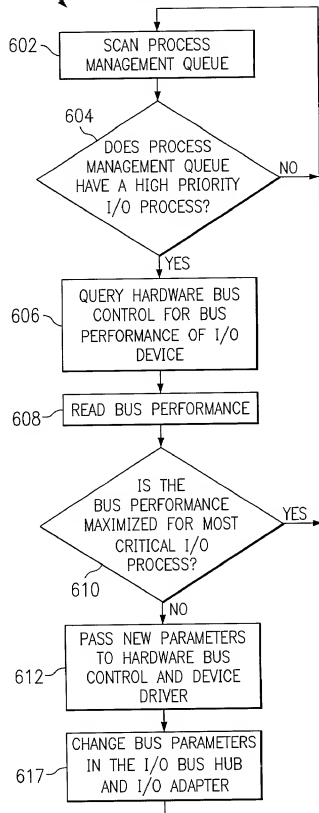 602
SCAN PROCESS
MANAGEMENT QUEUE
604
DOES PROCESS
MANAGEMENT QUEUE
HAVE A HIGH PRIORITY
I/O PROCESS?
NO
YES
606
QUERY HARDWARE BUS
CONTROL FOR BUS
PERFORMANCE OF I/O
DEVICE
608
READ BUS PERFORMANCE
IS THE
BUS PERFORMANCE
MAXIMIZED FOR MOST
CRITICAL I/O
PROCESS?
YES
610
NO
612
PASS NEW PARAMETERS
TO HARDWARE BUS
CONTROL AND DEVICE
DRIVER
617
CHANGE BUS PARAMETERS
IN THE I/O BUS HUB
AND I/O ADAPTER